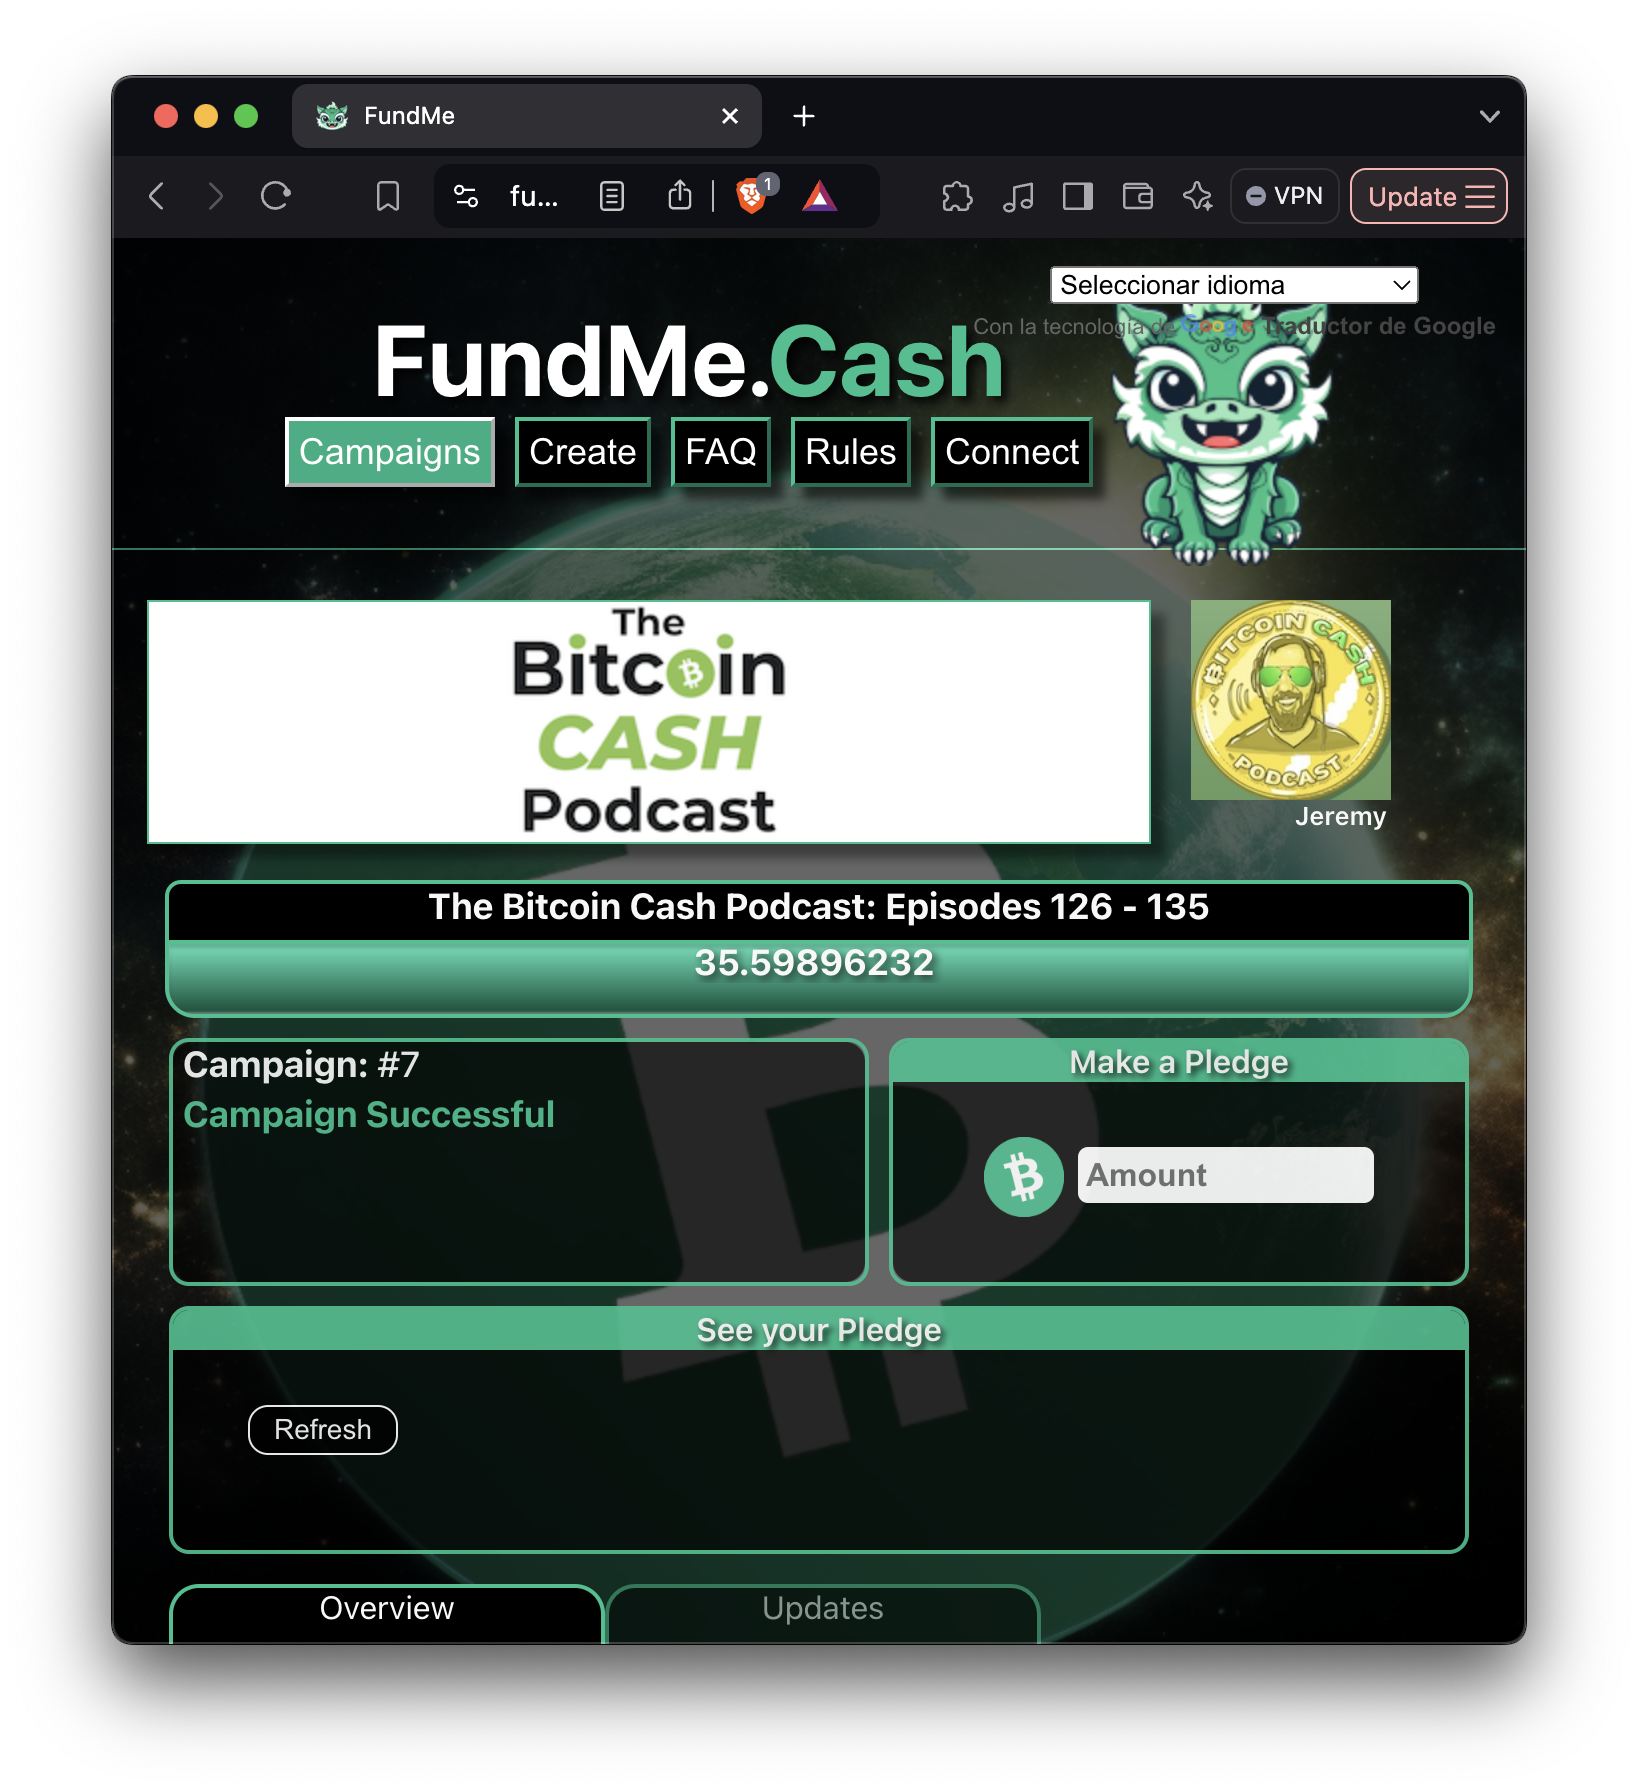 FundMe
fu...
1
VPN
Update
Seleccionar idioma
Con la tecnología de Google Traductor de Google
FundMe.Cash
Campaigns
Create
FAQ
Rules
Connect
The
Bitcoin
CASH
Podcast
BITCOIN CASH
PODCAST
Jeremy
The Bitcoin Cash Podcast: Episodes 126 - 135
35.59896232
Campaign: #7
Campaign Successful
Make a Pledge
Amount
See your Pledge
Refresh
Overview
Updates